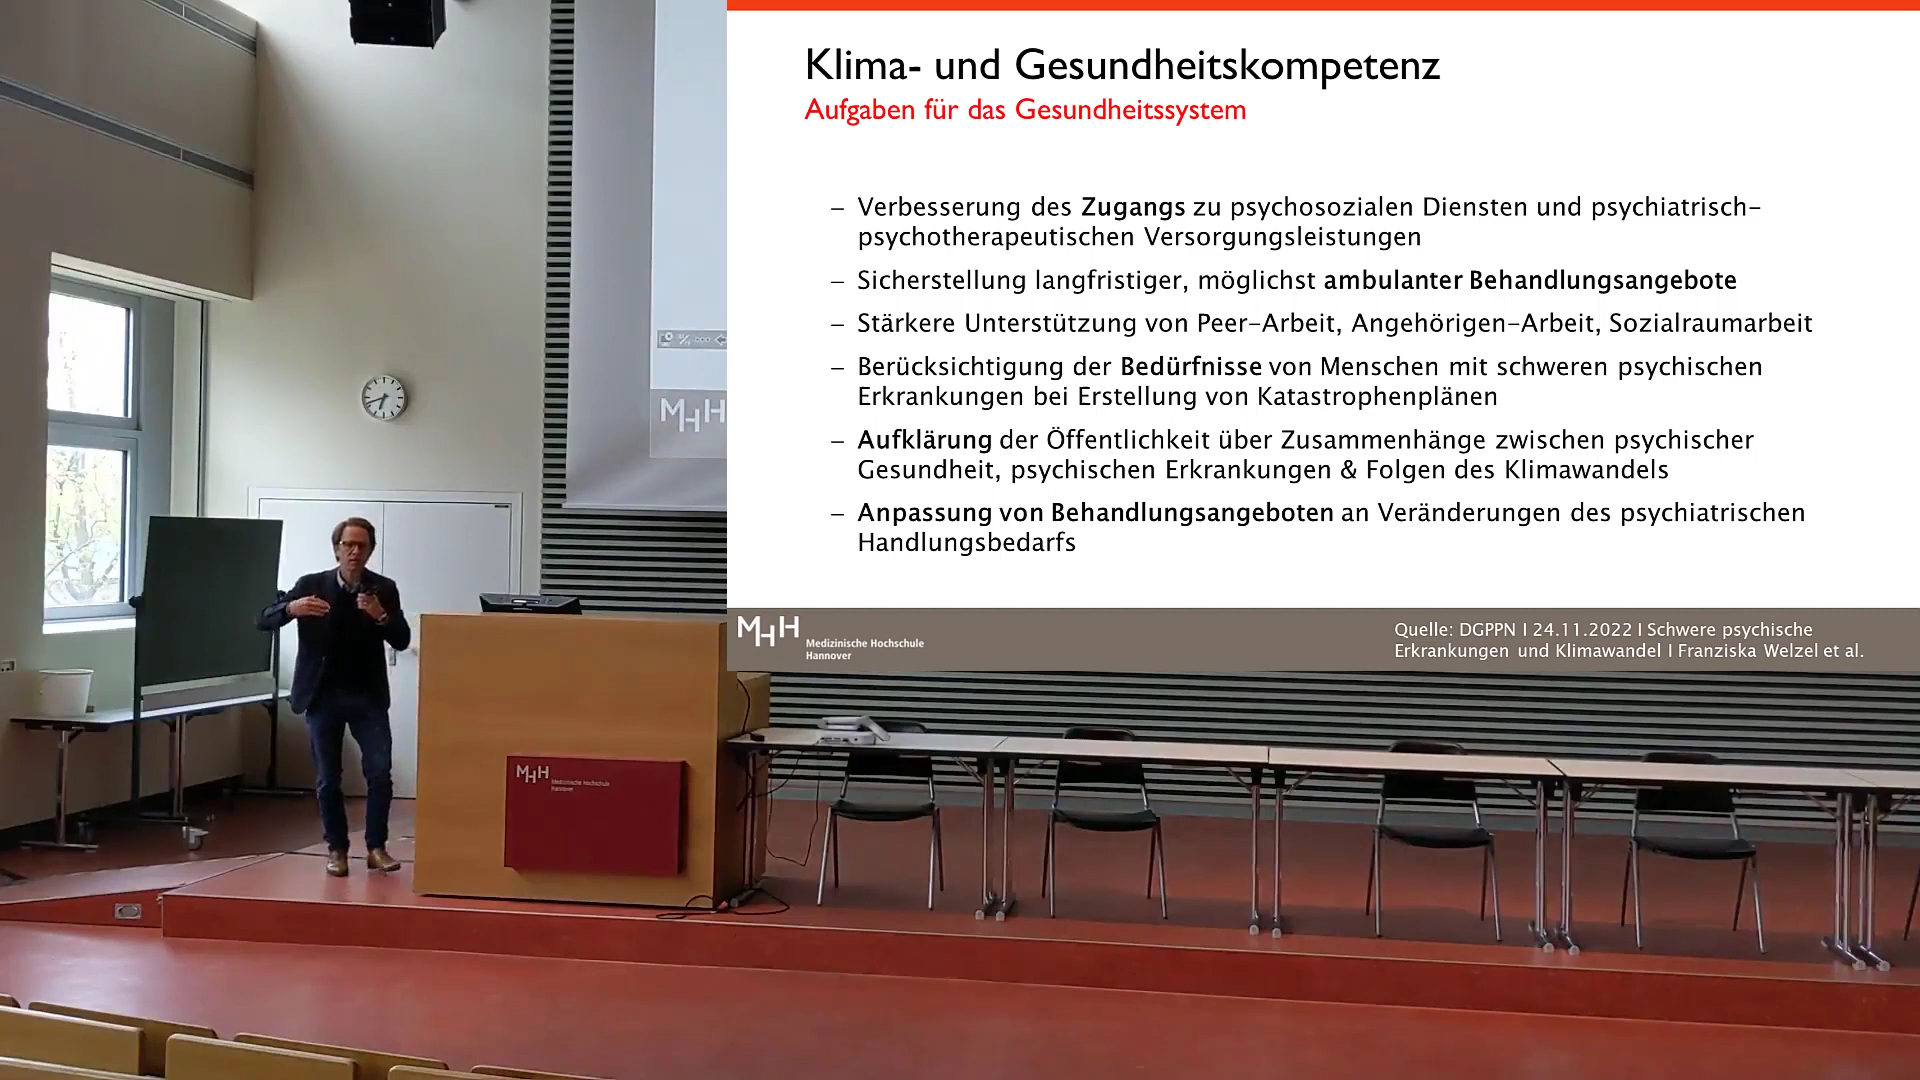 Klima- und Gesundheitskompetenz
Aufgaben für das Gesundheitssystem
– Verbesserung des Zugangs zu psychosozialen Diensten und psychiatrisch-
psychotherapeutischen Versorgungsleistungen
– Sicherstellung langfristiger, möglichst ambulanter Behandlungsangebote
– Stärkere Unterstützung von Peer-Arbeit, Angehörigen-Arbeit, Sozialraumarbeit
– Berücksichtigung der Bedürfnisse von Menschen mit schweren psychischen
Erkrankungen bei Erstellung von Katastrophenplänen
– Aufklärung der Öffentlichkeit über Zusammenhänge zwischen psychischer
Gesundheit, psychischen Erkrankungen & Folgen des Klimawandels
– Anpassung von Behandlungsangeboten an Veränderungen des psychiatrischen
Handlungsbedarfs
MHH
Medizinische Hochschule
Hannover
Quelle: DGPPN I 24.11.2022 I Schwere psychische
Erkrankungen und Klimawandel I Franziska Welzel et al.
MHH
MHH
Medizinische Hochschule
Hannover